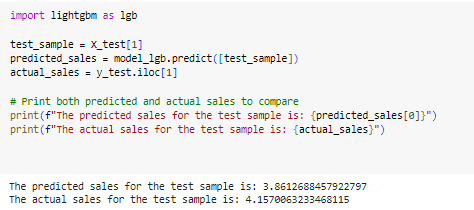 import lightgbm as lgb
test_sample = X_test[1]
predicted_sales = model_lgb.predict([test_sample])
actual_sales = y_test.iloc[1]
# Print both predicted and actual sales to compare
print(f"The predicted sales for the test sample is: {predicted_sales[0]}")
print(f"The actual sales for the test sample is: {actual_sales}")
The predicted sales for the test sample is: 3.8612688457922797
The actual sales for the test sample is: 4.1570063233468115